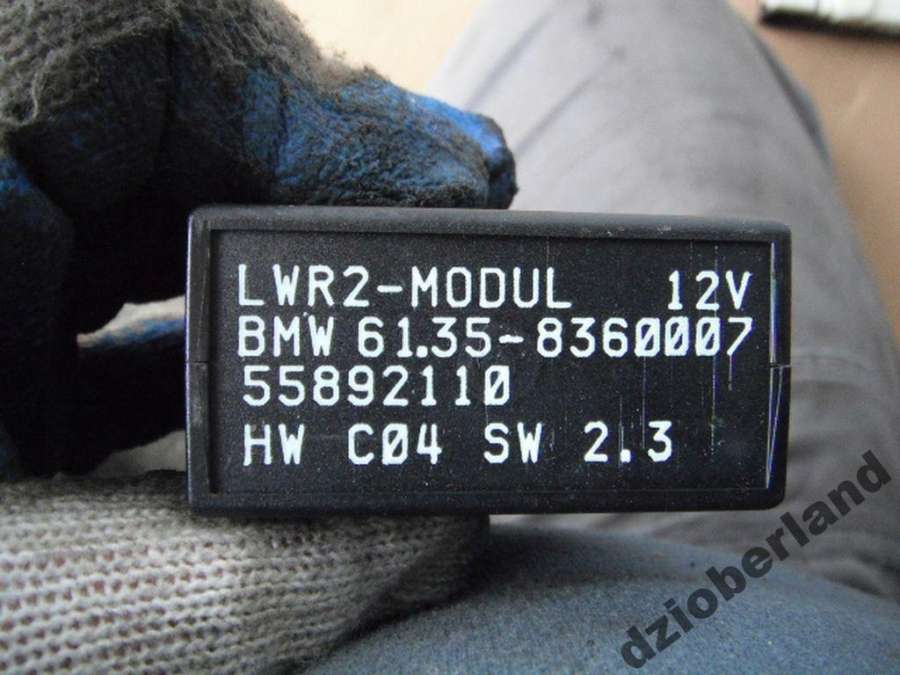 LWR2-MODUL 12V
BMW 61.35-8360007
55892110
HW C04 SW 2.3
dzioberland